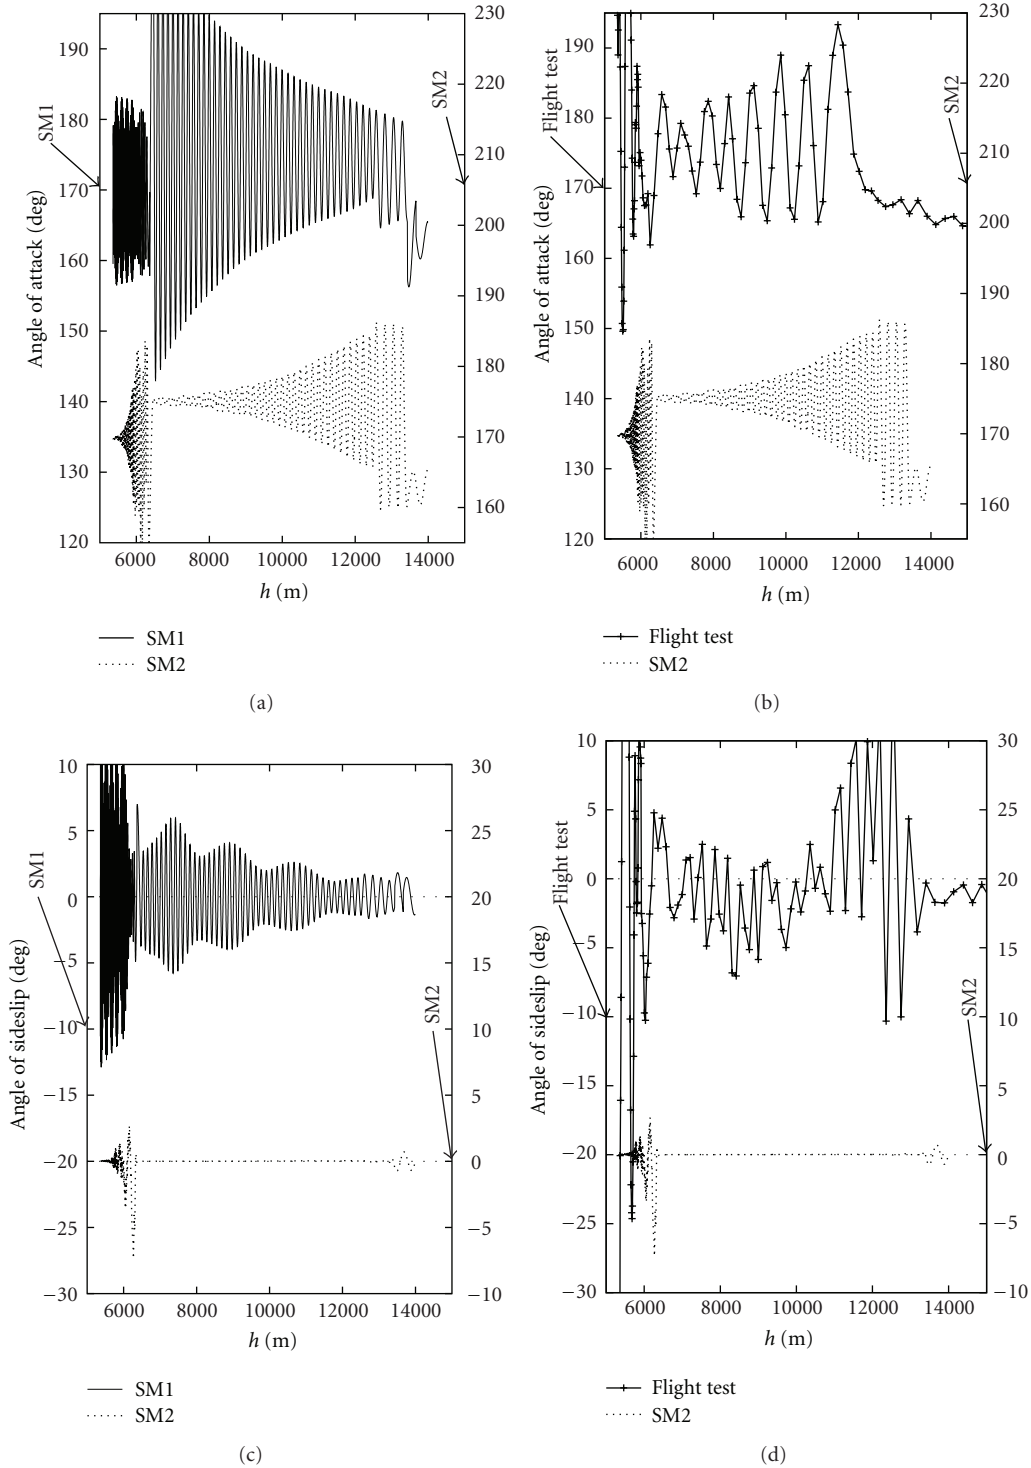 190
180
170
160
150
140
130
120
230
220
210
200
190
180
170
160
SM1
SM2
Angle of attack (deg)
6000 8000 10000 12000 14000
h (m)
SM1
SM2
(a)
190
180
170
160
150
140
130
120
230
220
210
200
190
180
170
160
Flight test
SM2
Angle of attack (deg)
6000 8000 10000 12000 14000
h (m)
Flight test
SM2
(b)
10
5
0
−5
−10
−15
−20
−25
−30
30
25
20
15
10
5
0
−5
−10
SM1
SM2
Angle of sideslip (deg)
6000 8000 10000 12000 14000
h (m)
SM1
SM2
(c)
10
5
0
−5
−10
−15
−20
−25
−30
30
25
20
15
10
5
0
−5
−10
Flight test
SM2
Angle of sideslip (deg)
6000 8000 10000 12000 14000
h (m)
Flight test
SM2
(d)